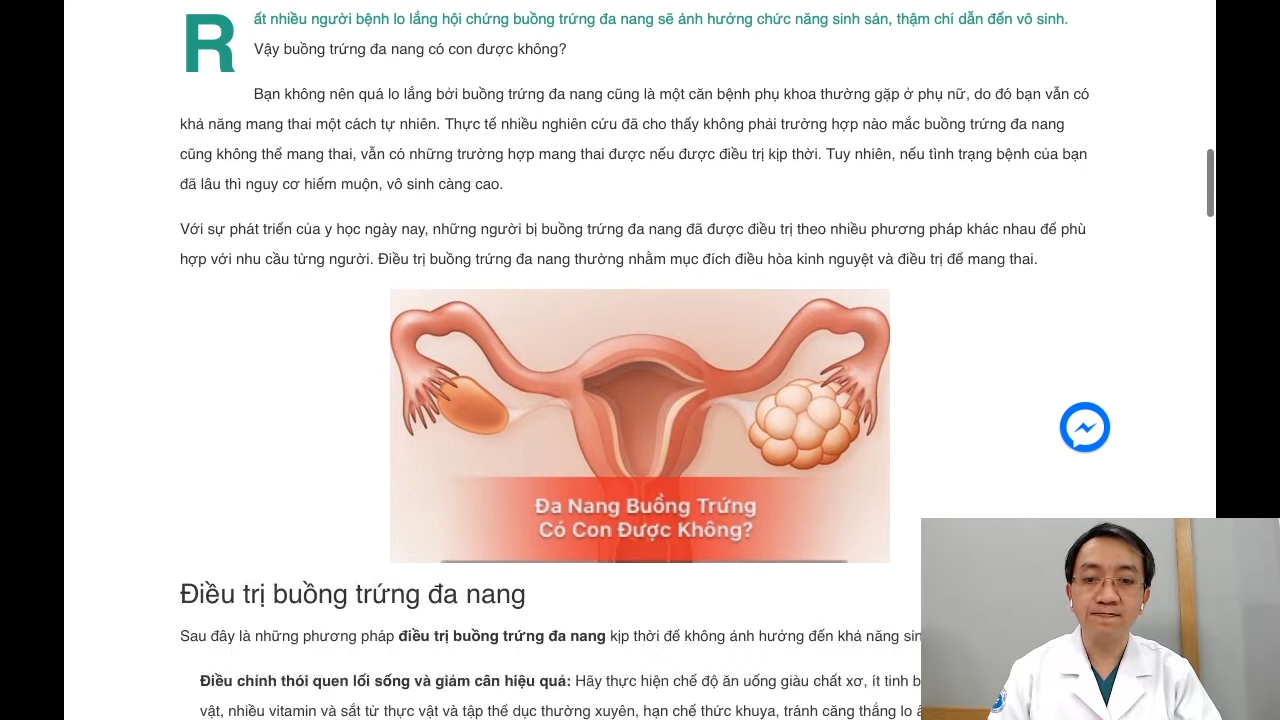 Rất nhiều người bệnh lo lắng hội chứng buồng trứng đa nang sẽ ảnh hưởng chức năng sinh sản, thậm chí dẫn đến vô sinh.
Vậy buồng trứng đa nang có con được không?
Bạn không nên quá lo lắng bởi buồng trứng đa nang cũng là một căn bệnh phụ khoa thường gặp ở phụ nữ, do đó bạn vẫn có
khả năng mang thai một cách tự nhiên. Thực tế nhiều nghiên cứu đã cho thấy không phải trường hợp nào mắc buồng trứng đa nang
cũng không thể mang thai, vẫn có những trường hợp mang thai được nếu được điều trị kịp thời. Tuy nhiên, nếu tình trạng bệnh của bạn
đã lâu thì nguy cơ hiếm muộn, vô sinh càng cao.
Với sự phát triển của y học ngày nay, những người bị buồng trứng đa nang đã được điều trị theo nhiều phương pháp khác nhau để phù
hợp với nhu cầu từng người. Điều trị buồng trứng đa nang thường nhằm mục đích điều hòa kinh nguyệt và điều trị để mang thai.
Đa Nang Buồng Trứng
Có Con Được Không?
Điều trị buồng trứng đa nang
Sau đây là những phương pháp điều trị buồng trứng đa nang kịp thời để không ảnh hưởng đến khả năng
Điều chỉnh thói quen lối sống và giảm cân hiệu quả: Hãy thực hiện chế độ ăn uống giàu chất xơ, ít tinh
vật, nhiều vitamin và sắt từ thực vật và tập thể dục thường xuyên, hạn chế thức khuya, tránh căng thẳng lo